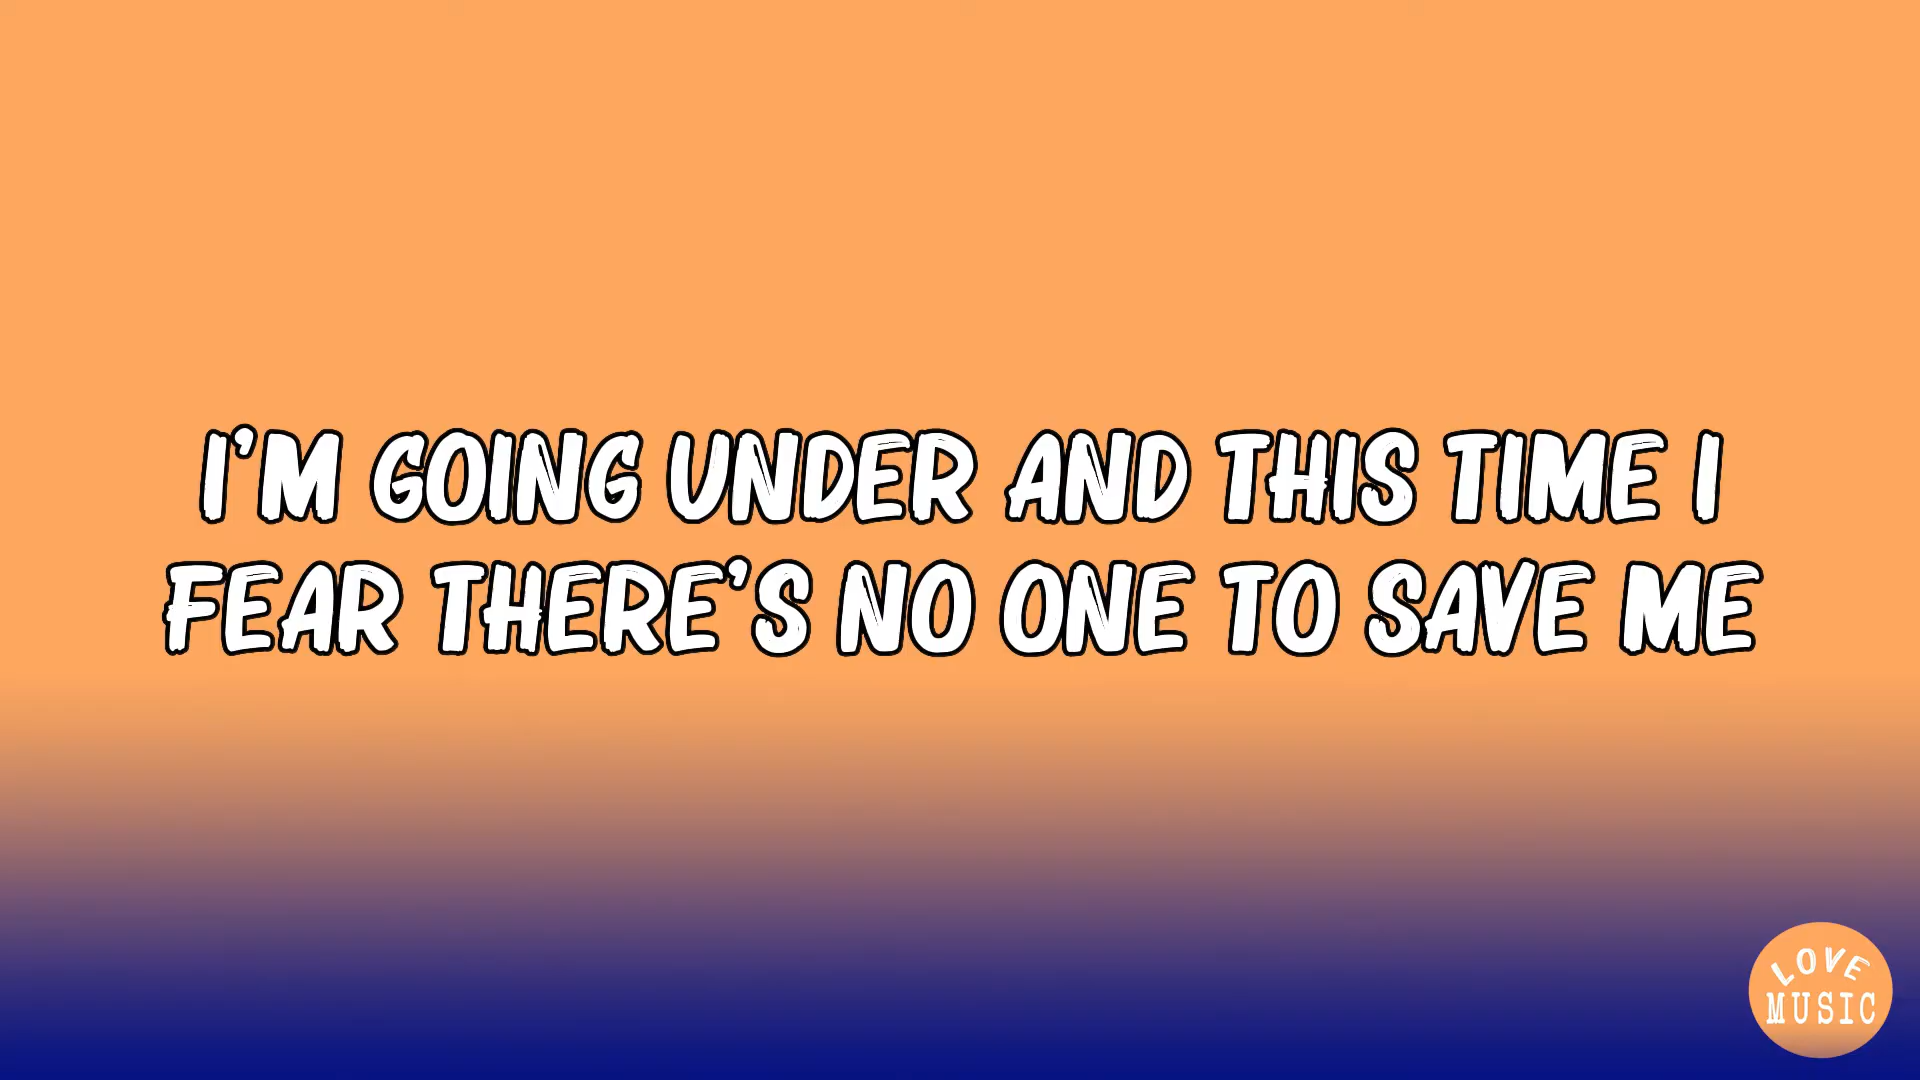 I'M GOING UNDER AND THIS TIME I
FEAR THERE'S NO ONE TO SAVE ME
LOVE
MUSIC